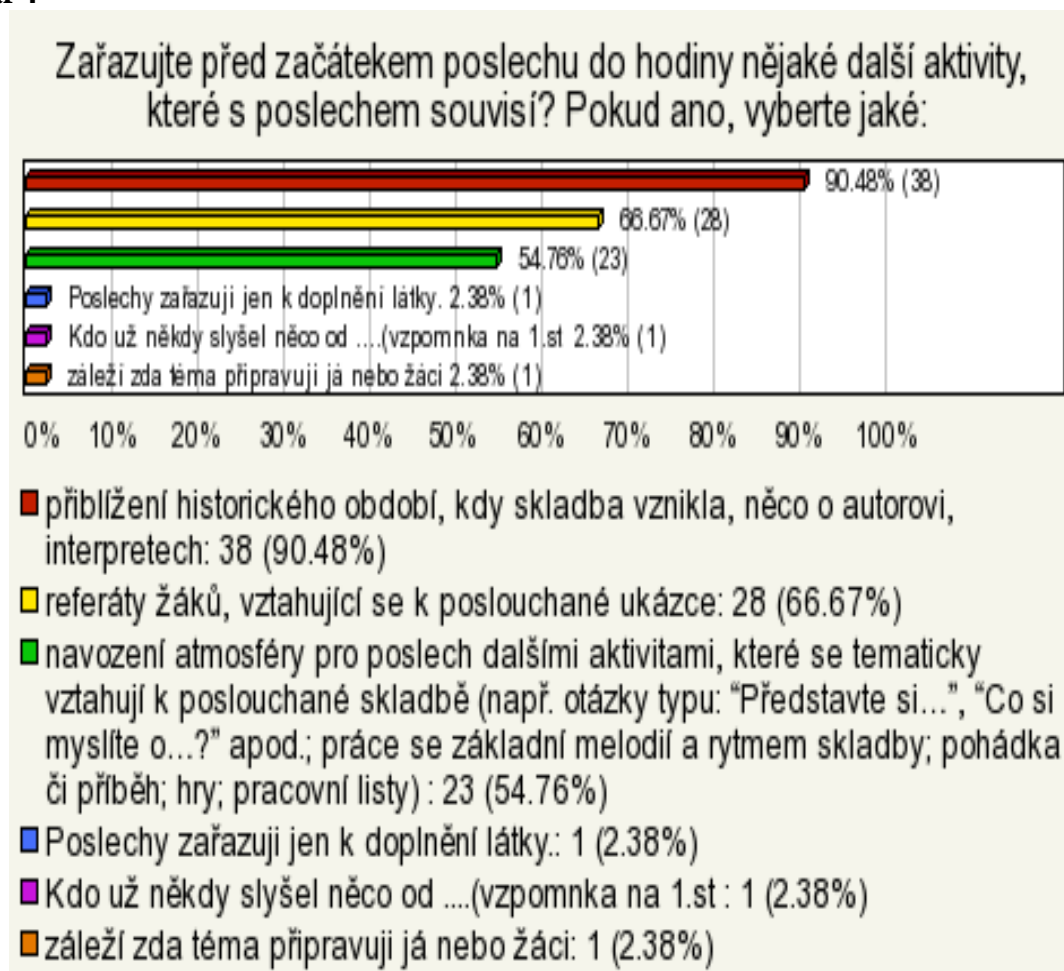 Zařazujte před začátekem poslechu do hodiny nějaké další aktivity,
které s poslechem souvisí? Pokud ano, vyberte jaké:
90.48% (38)
66.67% (28)
54.76% (23)
Poslechy zařazuji jen k doplnění látky. 2.38% (1)
Kdo už někdy slyšel něco od ....(vzpomnka na 1.st 2.38% (1)
záleží zda téma připravuji já nebo žáci 2.38% (1)
0% 10% 20% 30% 40% 50% 60% 70% 80% 90% 100%
přiblížení historického období, kdy skladba vznikla, něco o autorovi,
interpretech: 38 (90.48%)
referáty žáků, vztahující se k poslouchané ukázce: 28 (66.67%)
navození atmosféry pro poslech dalšími aktivitami, které se tematicky
vztahují k poslouchané skladbě (např. otázky typu: “Představte si...”, “Co si
myslíte o...?” apod.; práce se základní melodií a rytmem skladby; pohádka
či příběh; hry; pracovní listy) : 23 (54.76%)
Poslechy zařazuji jen k doplnění látky.: 1 (2.38%)
Kdo už někdy slyšel něco od ....(vzpomnka na 1.st : 1 (2.38%)
záleží zda téma připravuji já nebo žáci: 1 (2.38%)